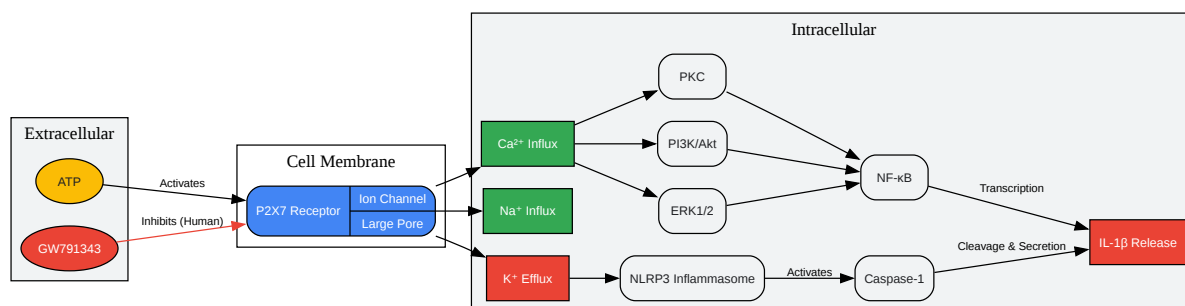 Intracellular
PKC
Extracellular
Ca²⁺ Influx
PI3K/Akt
Cell Membrane
ATP
Activates
NF-κB
Transcription
P2X7 Receptor
Ion Channel
Large Pore
Na⁺ Influx
ERK1/2
Inhibits (Human)
GW791343
IL-1β Release
Cleavage & Secretion
K⁺ Efflux
NLRP3 Inflammasome
Activates
Caspase-1